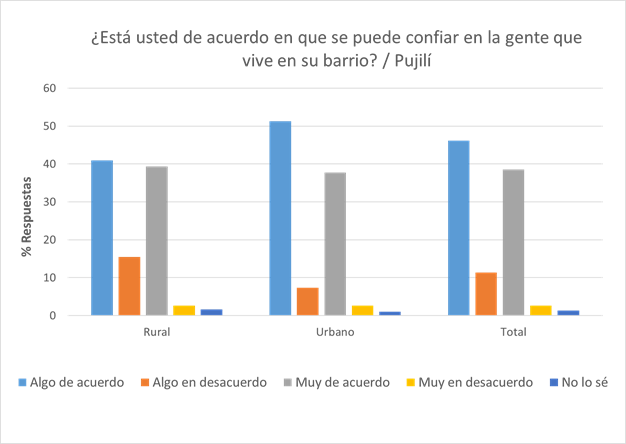 ¿Está usted de acuerdo en que se puede confiar en la gente que
vive en su barrio? / Pujilí
60
50
40
30
20
10
0
% Respuestas
Rural Urbano Total
Algo de acuerdo Algo en desacuerdo Muy de acuerdo Muy en desacuerdo No lo sé